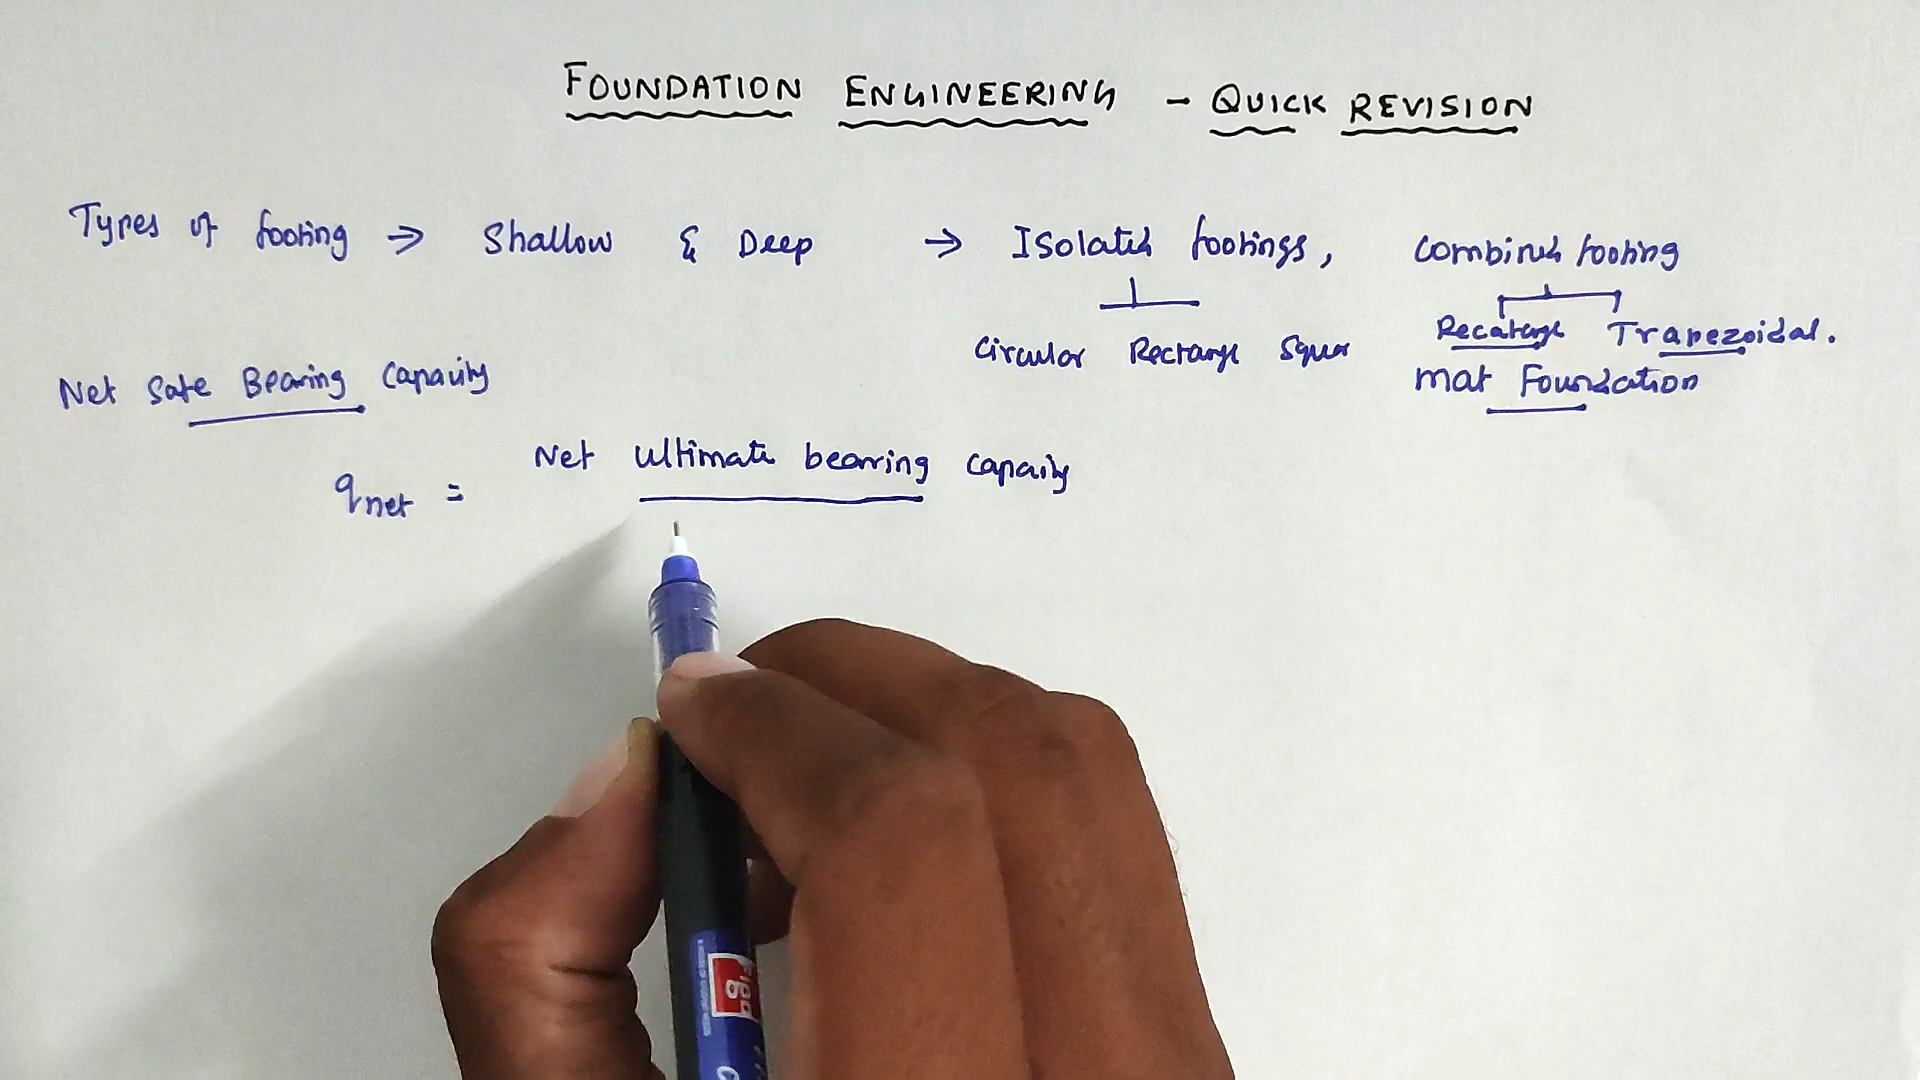 FOUNDATION ENGINEERING - QUICK REVISION
Types of footing → Shallow & Deep → Isolated footings, Combined footing
Circular Rectangle Square Rectangle Trapezoidal.
Mat Foundation
Net Safe Bearing Capacity
Net ultimate bearing capacity
qnet =